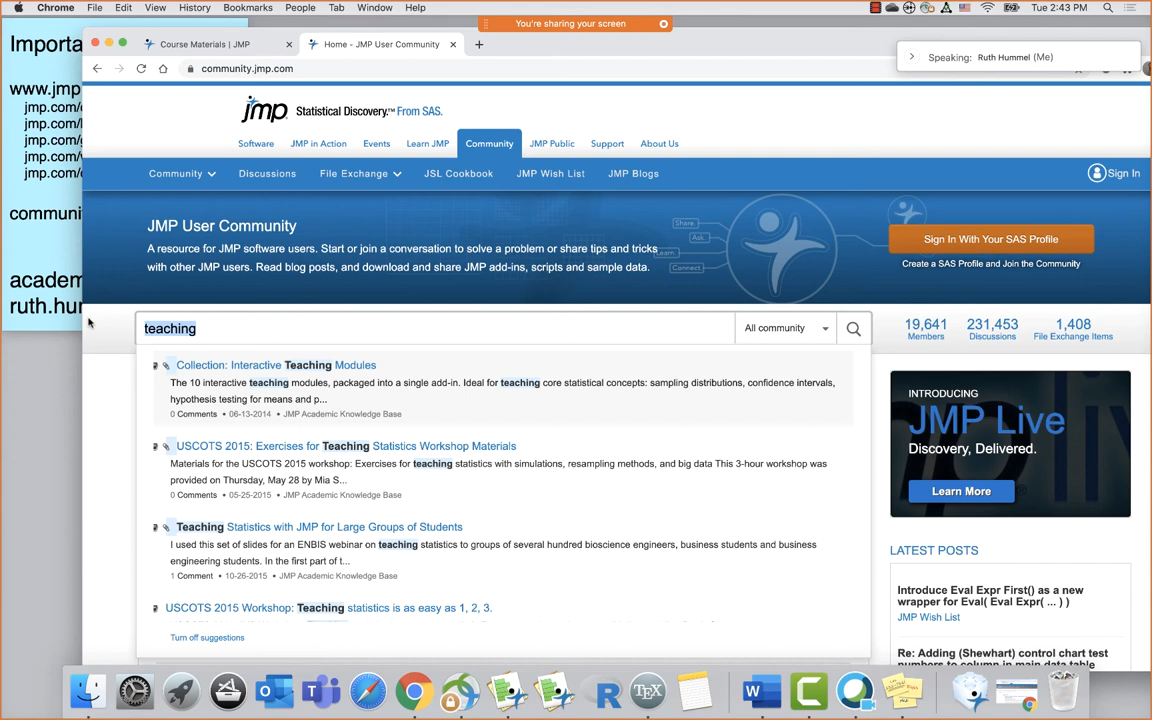 Chrome File Edit View History Bookmarks People Tab Window Help
Tue 2:43 PM
You're sharing your screen
Importa
www.jmp
jmp.com/
jmp.com/
jmp.com/
jmp.com/
jmp.com/
communi
academ
ruth.hur
Course Materials | JMP
Home - JMP User Community
Speaking: Ruth Hummel (Me)
community.jmp.com
jmp Statistical Discovery.™ From SAS.
Software JMP in Action Events Learn JMP Community JMP Public Support About Us
Community Discussions File Exchange JSL Cookbook JMP Wish List JMP Blogs
Sign In
JMP User Community
A resource for JMP software users. Start or join a conversation to solve a problem or share tips and tricks
with other JMP users. Read blog posts, and download and share JMP add-ins, scripts and sample data.
Share.
Ask.
Learn.
Connect.
Sign In With Your SAS Profile
Create a SAS Profile and Join the Community
teaching
All community
19,641 231,453 1,408
Members Discussions File Exchange Items
Collection: Interactive Teaching Modules
The 10 interactive teaching modules, packaged into a single add-in. Ideal for teaching core statistical concepts: sampling distributions, confidence intervals,
hypothesis testing for means and p...
0 Comments • 06-13-2014 • JMP Academic Knowledge Base
USCOTS 2015: Exercises for Teaching Statistics Workshop Materials
Materials for the USCOTS 2015 workshop: Exercises for teaching statistics with simulations, resampling methods, and big data This 3-hour workshop was
provided on Thursday, May 28 by Mia S...
0 Comments • 05-25-2015 • JMP Academic Knowledge Base
Teaching Statistics with JMP for Large Groups of Students
I used this set of slides for an ENBIS webinar on teaching statistics to groups of several hundred bioscience engineers, business students and business
engineering students. In the first part of t...
1 Comment • 10-26-2015 • JMP Academic Knowledge Base
USCOTS 2015 Workshop: Teaching statistics is as easy as 1, 2, 3.
Turn off suggestions
INTRODUCING
JMP Live
Discovery, Delivered.
Learn More
LATEST POSTS
Introduce Eval Expr First() as a new
wrapper for Eval( Eval Expr( ... ) )
JMP Wish List
Re: Adding (Shewhart) control chart test
numbers to column in main data table
R
TEX
W
C